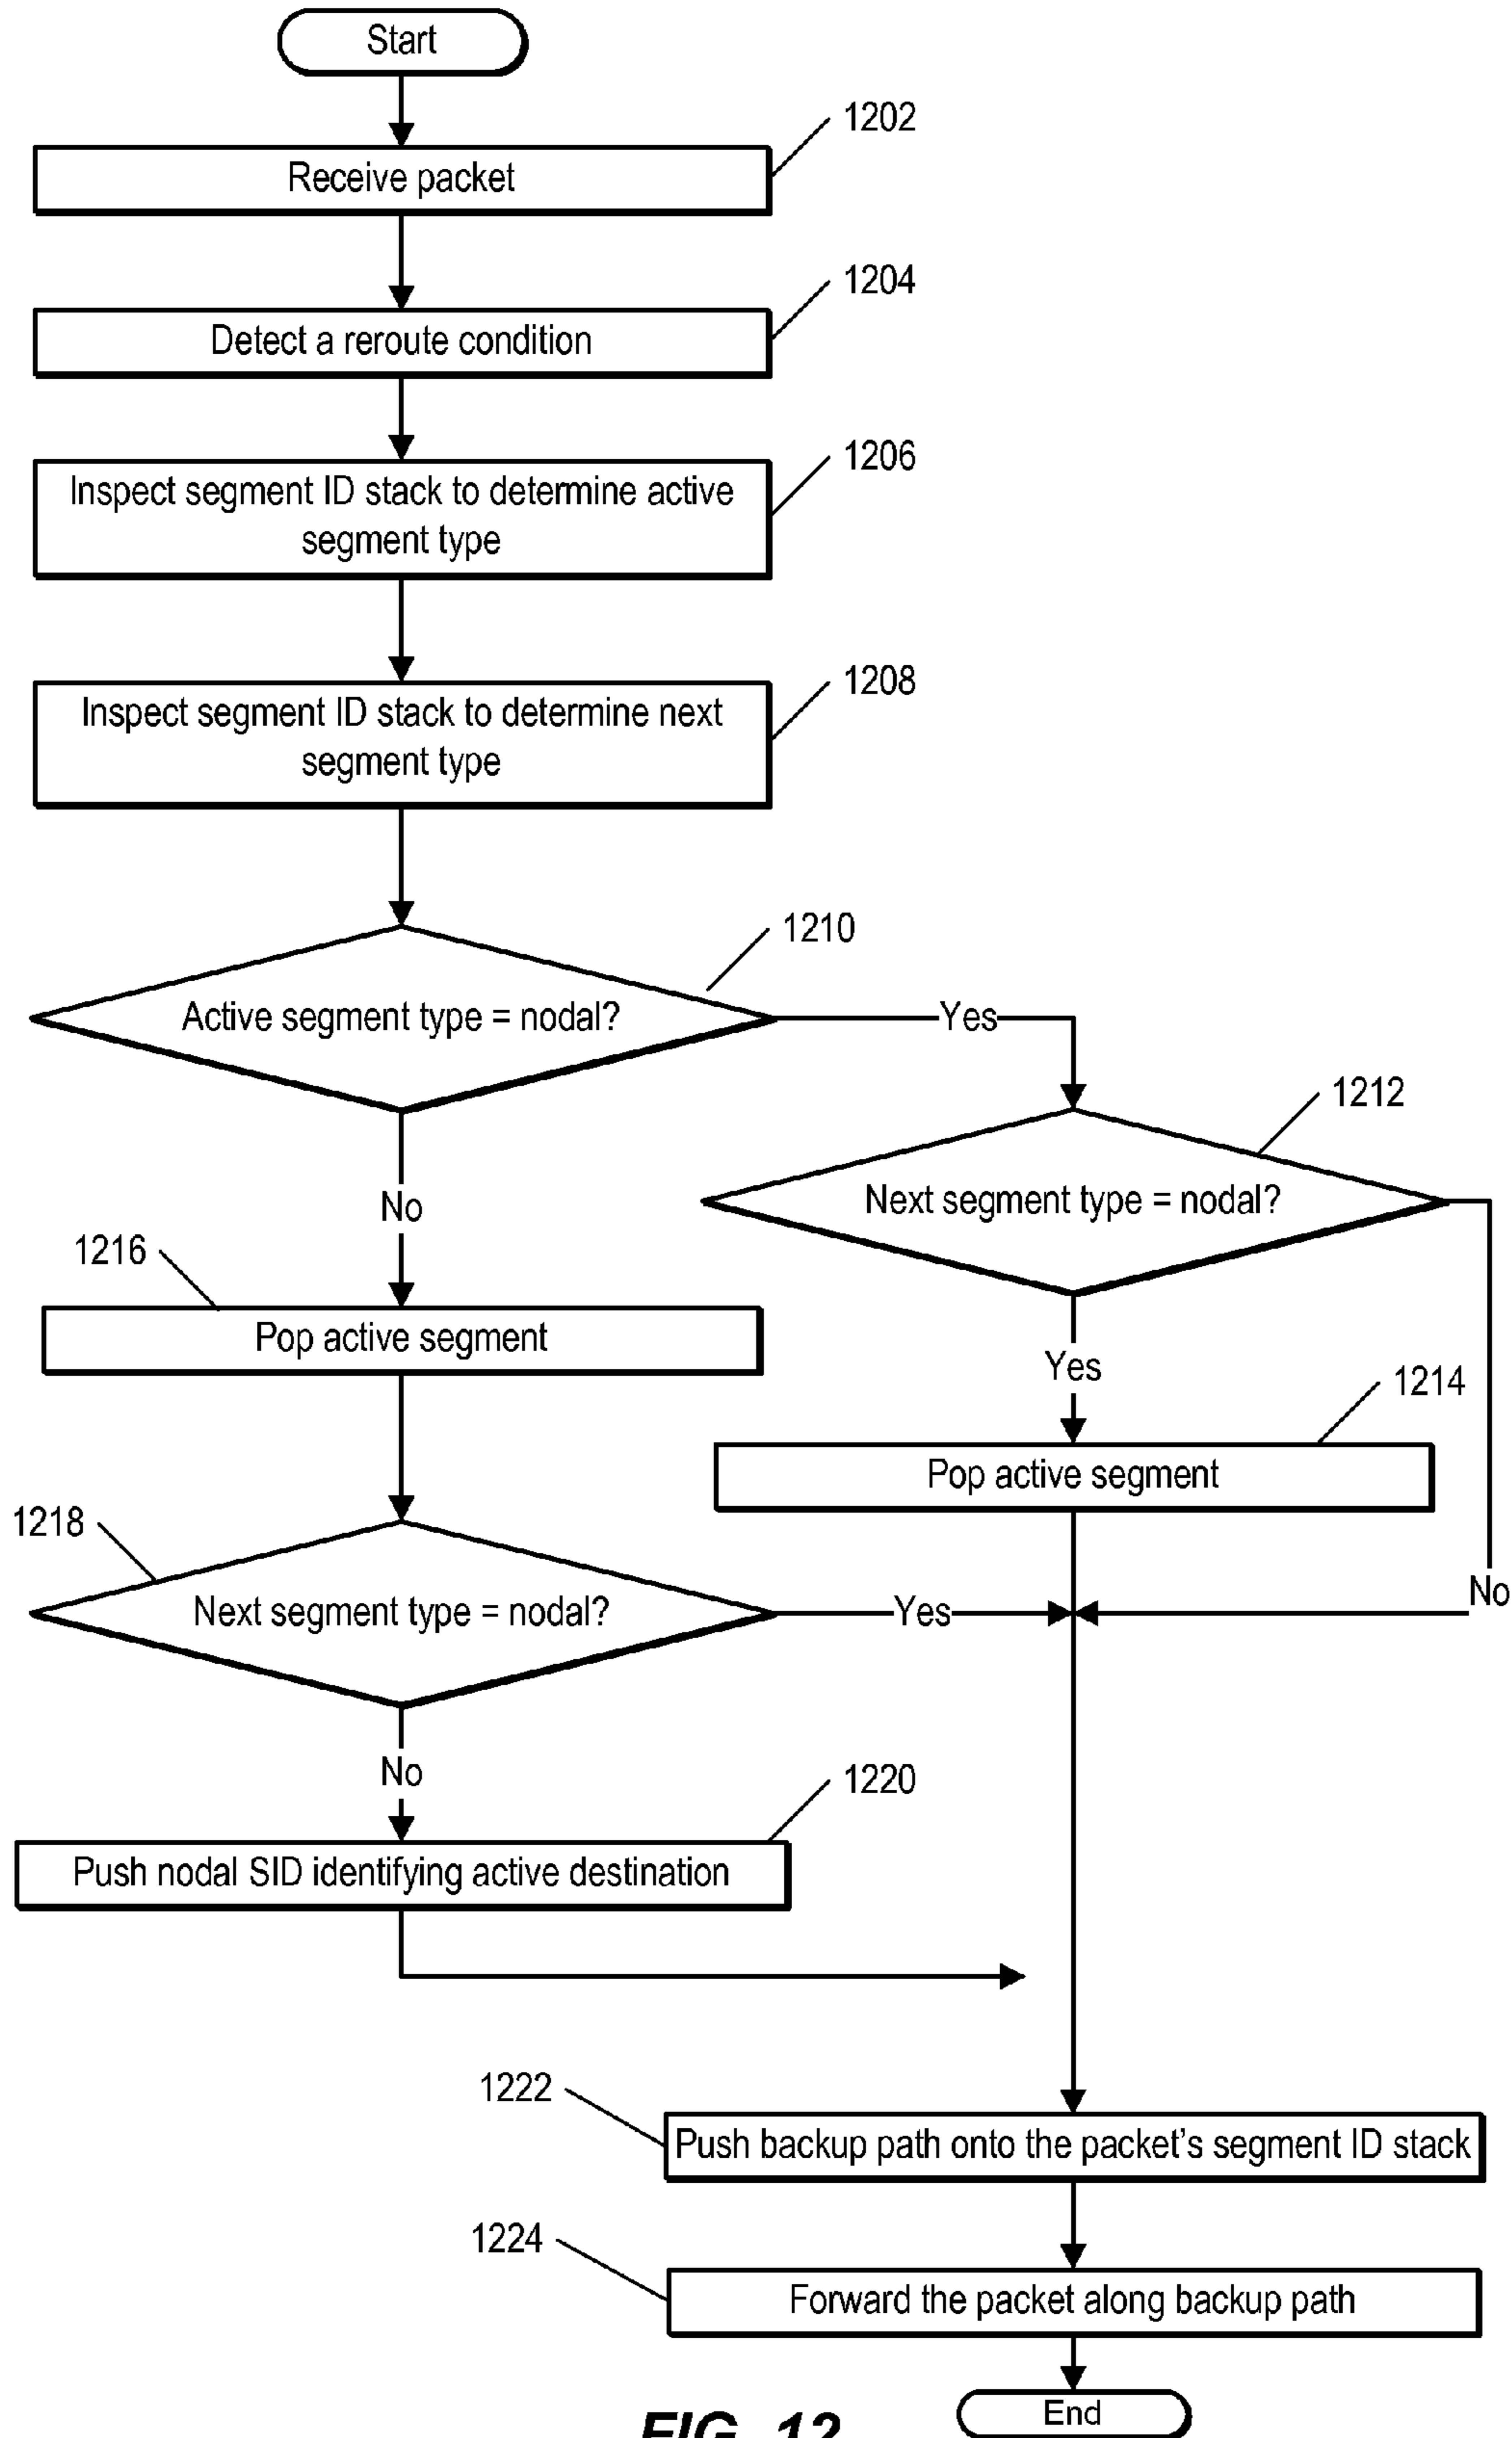 Start
1202
Receive packet
1204
Detect a reroute condition
1206
Inspect segment ID stack to determine active
segment type
1208
Inspect segment ID stack to determine next
segment type
1210
Active segment type = nodal?
Yes
1212
Next segment type = nodal?
No
1216
Pop active segment
Yes
1214
Pop active segment
1218
Next segment type = nodal?
Yes
No
No
1220
Push nodal SID identifying active destination
1222
Push backup path onto the packet's segment ID stack
1224
Forward the packet along backup path
End
FIG. 12